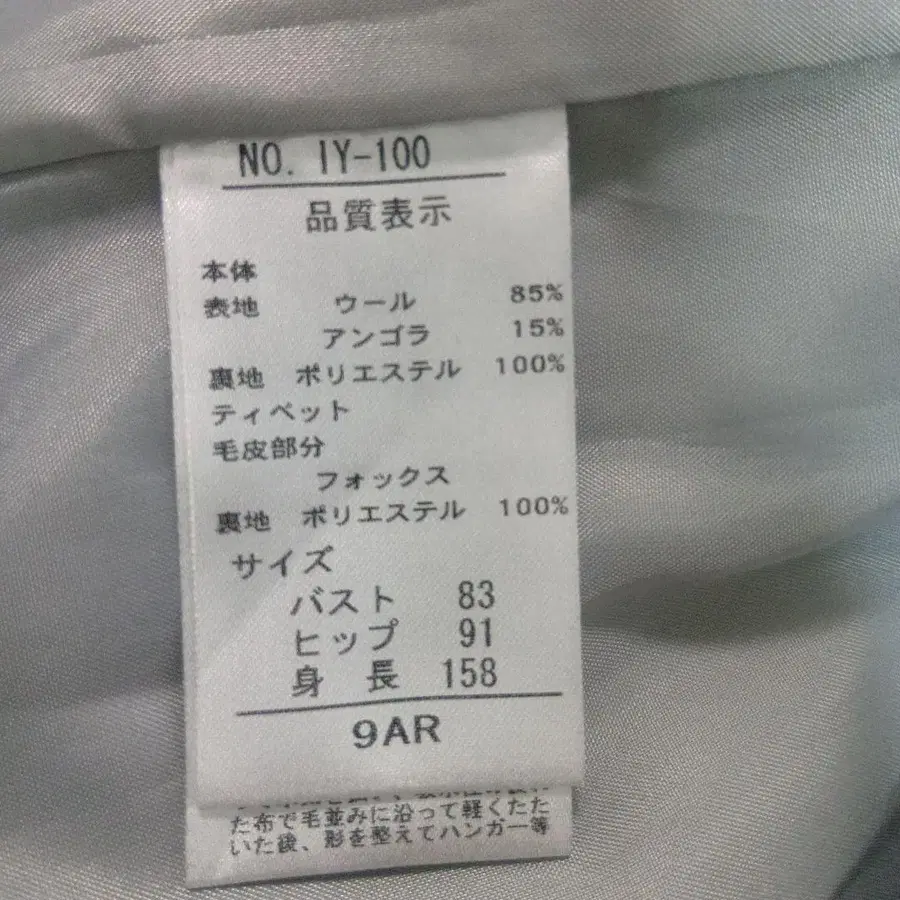 NO. IY-100
品質表示
本体
表地 ウール 85%
アンゴラ 15%
裏地 ポリエステル 100%
ティペット
毛皮部分
フォックス
裏地 ポリエステル 100%
サイズ
バスト 83
ヒップ 91
身長 158
9AR
た布で毛並みに沿って軽くたた
いた後、形を整えてハンガー等